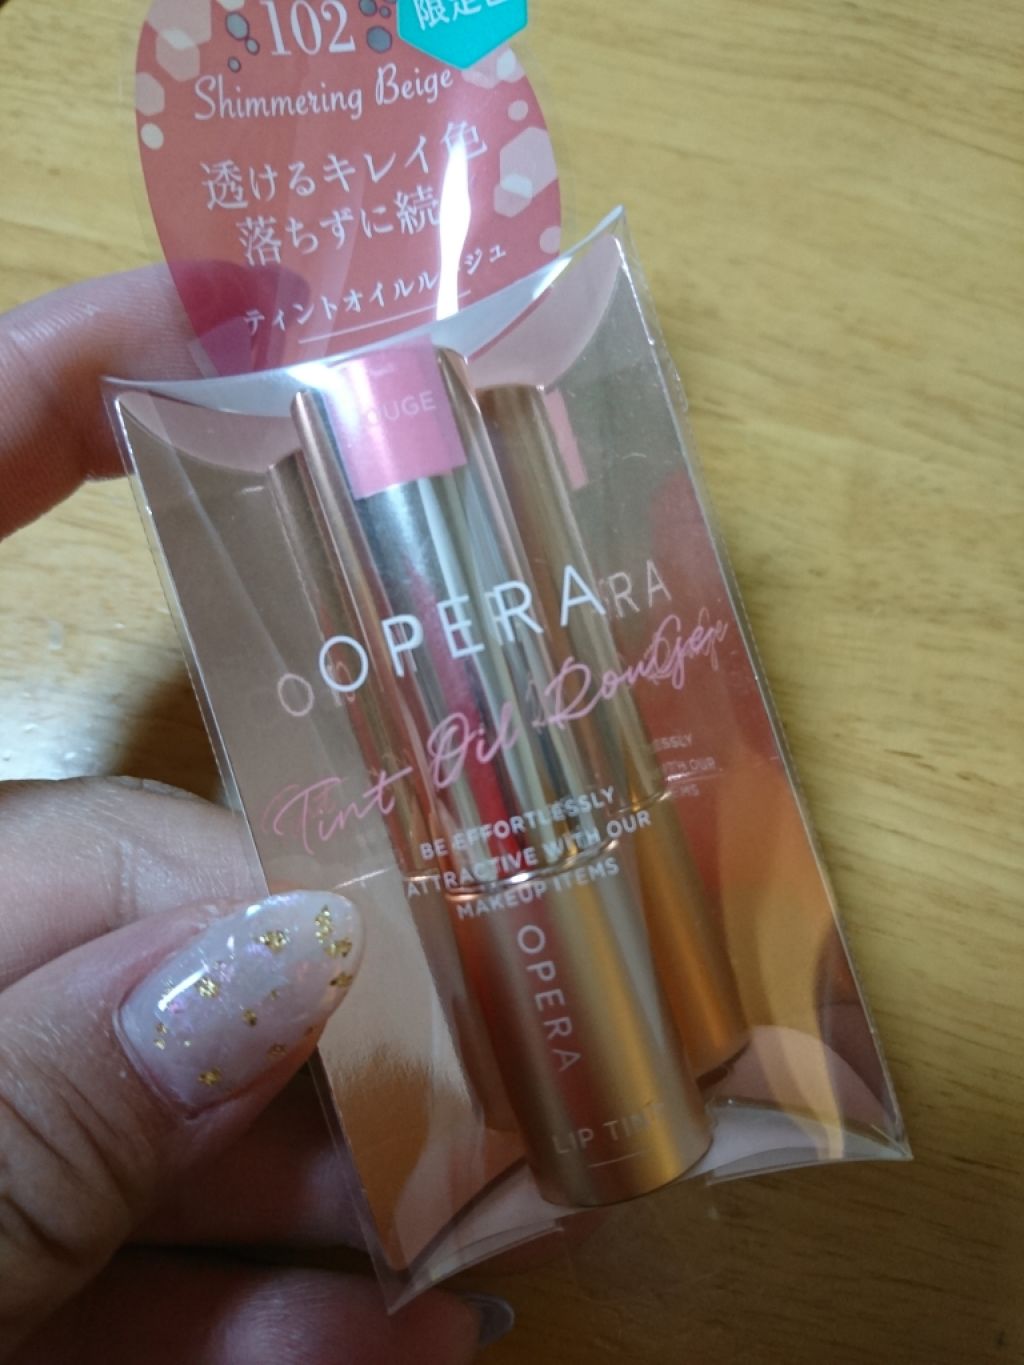 限定色
102
Shimmering Beige
透けるキレイ色
落ちずに続
ティントオイルルージュ
ROUGE
OPERA
Tint Oil Rouge
BE EFFORTLESSLY
ATTRACTIVE WITH OUR
MAKEUP ITEMS
OPERA
LIP TINT